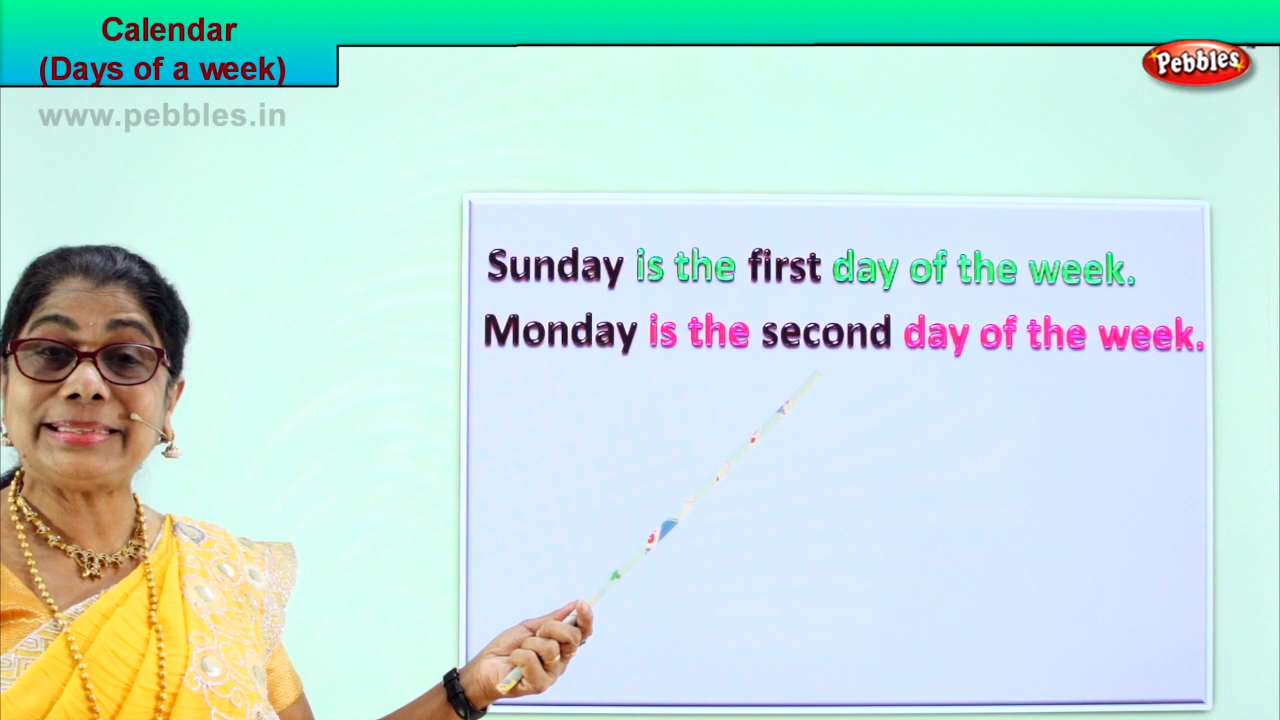 Calendar
(Days of a week)
Pebbles
www.pebbles.in
Sunday is the first day of the week.
Monday is the second day of the week.